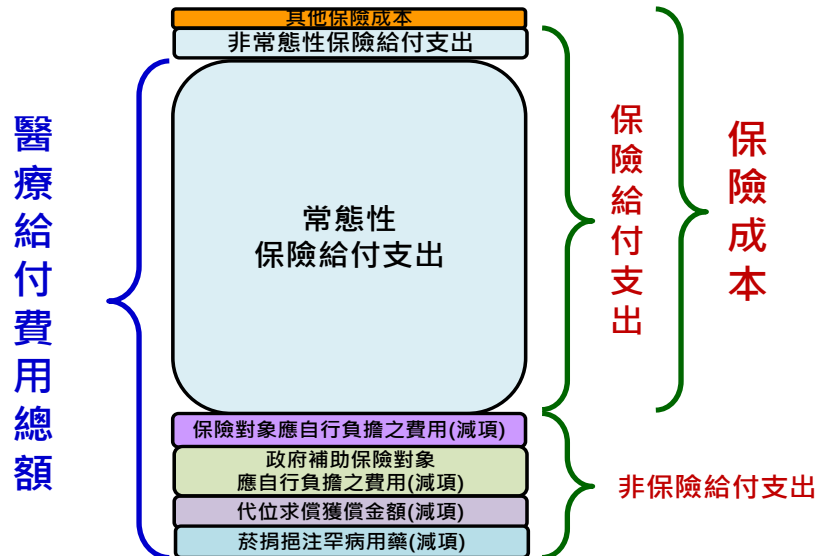 其他保險成本
非常態性保險給付支出
常態性
保險給付支出
保險對象應自行負擔之費用(減項)
政府補助保險對象
應自行負擔之費用(減項)
代位求償獲償金額(減項)
菸捐挹注罕病用藥(減項)
醫療給付費用總額
保險給付支出
保險成本
非保險給付支出